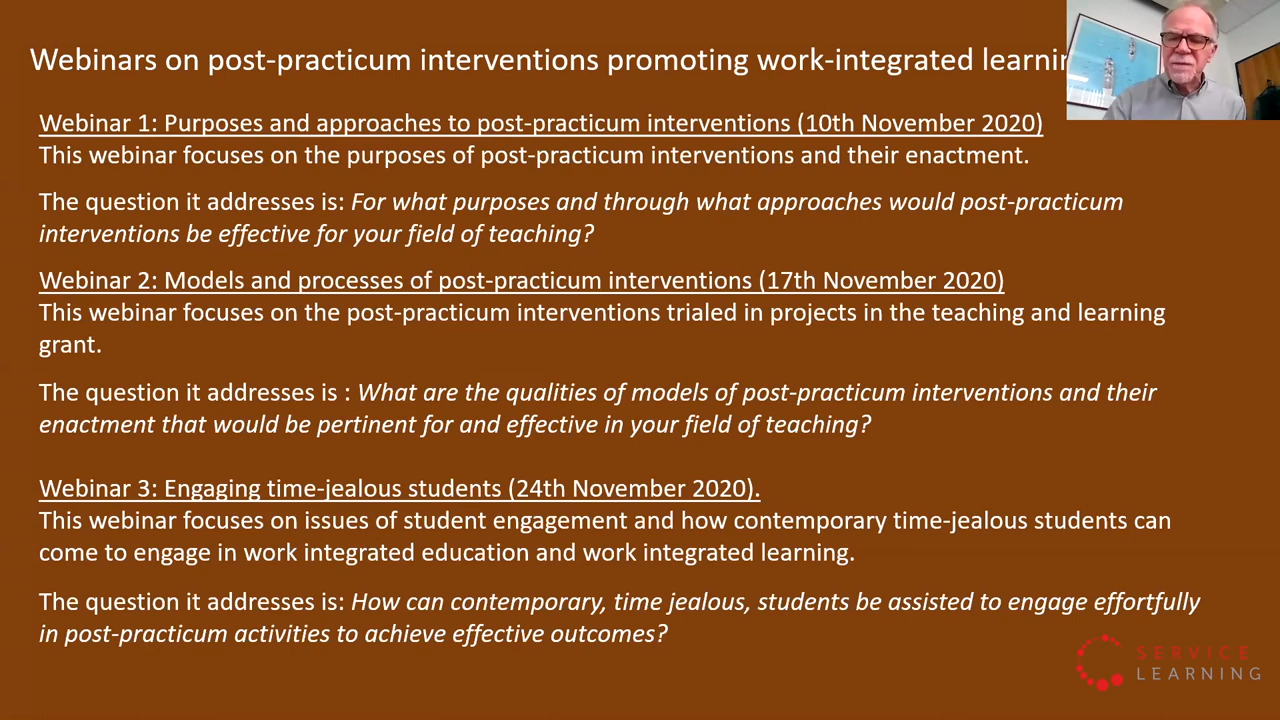 Webinars on post-practicum interventions promoting work-integrated
Webinar 1: Purposes and approaches to post-practicum interventions (10th November 2020)
This webinar focuses on the purposes of post-practicum interventions and their enactment.
The question it addresses is: For what purposes and through what approaches would post-practicum
interventions be effective for your field of teaching?
Webinar 2: Models and processes of post-practicum interventions (17th November 2020)
This webinar focuses on the post-practicum interventions trialed in projects in the teaching and learning
grant.
The question it addresses is : What are the qualities of models of post-practicum interventions and their
enactment that would be pertinent for and effective in your field of teaching?
Webinar 3: Engaging time-jealous students (24th November 2020).
This webinar focuses on issues of student engagement and how contemporary time-jealous students can
come to engage in work integrated education and work integrated learning.
The question it addresses is: How can contemporary, time jealous, students be assisted to engage effortfully
in post-practicum activities to achieve effective outcomes?
SERVICE
LEARNING